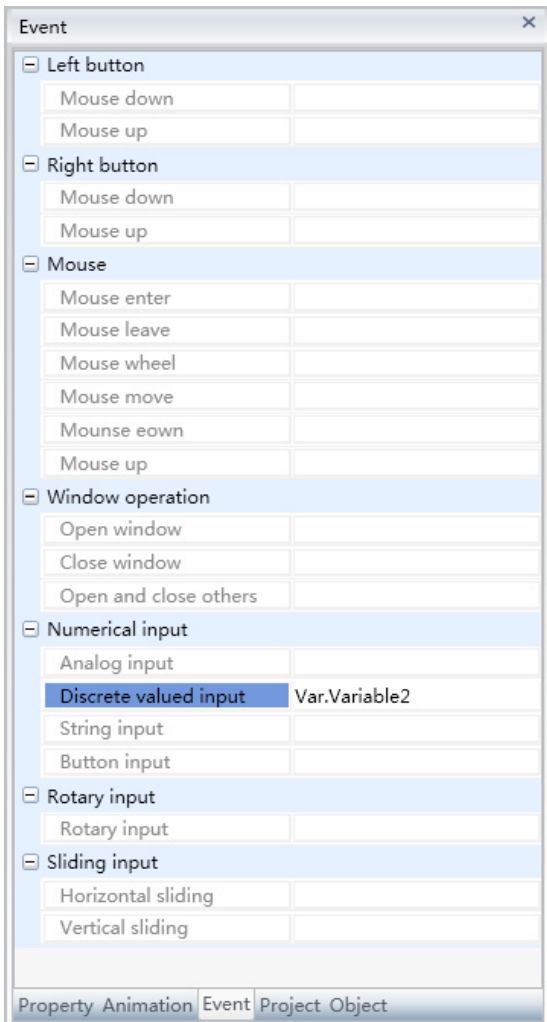 Event
Left button
Mouse down
Mouse up
Right button
Mouse down
Mouse up
Mouse
Mouse enter
Mouse leave
Mouse wheel
Mouse move
Mounse eown
Mouse up
Window operation
Open window
Close window
Open and close others
Numerical input
Analog input
Discrete valued input Var.Variable2
String input
Button input
Rotary input
Rotary input
Sliding input
Horizontal sliding
Vertical sliding
Property Animation Event Project Object